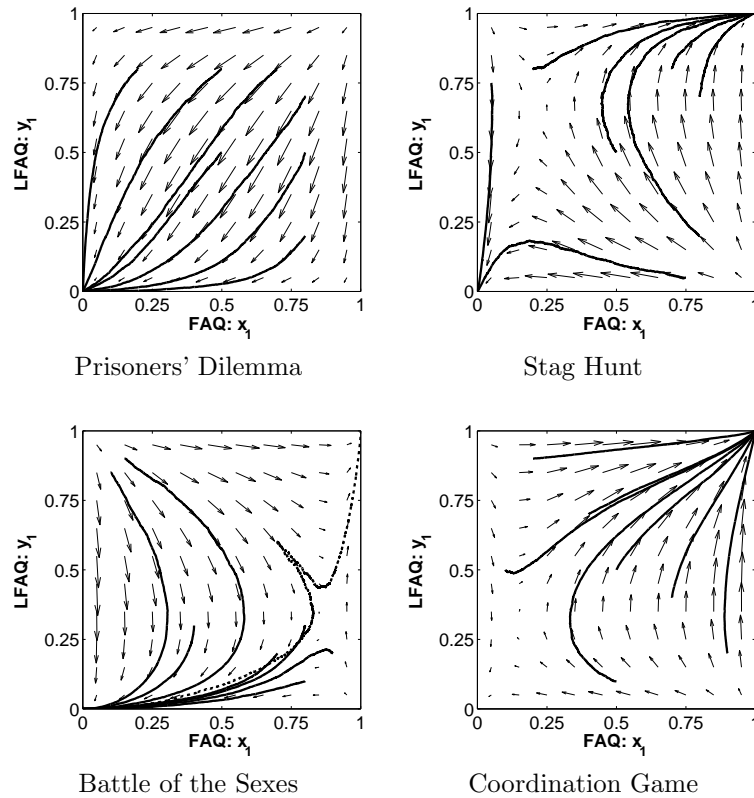 1
0.75
0.5
0.25
0
0 0.25 0.5 0.75 1
LFAQ: y1
FAQ: x1
Prisoners' Dilemma
1
0.75
0.5
0.25
0
0 0.25 0.5 0.75 1
LFAQ: y1
FAQ: x1
Stag Hunt
1
0.75
0.5
0.25
0
0 0.25 0.5 0.75 1
LFAQ: y1
FAQ: x1
Battle of the Sexes
1
0.75
0.5
0.25
0
0 0.25 0.5 0.75 1
LFAQ: y1
FAQ: x1
Coordination Game